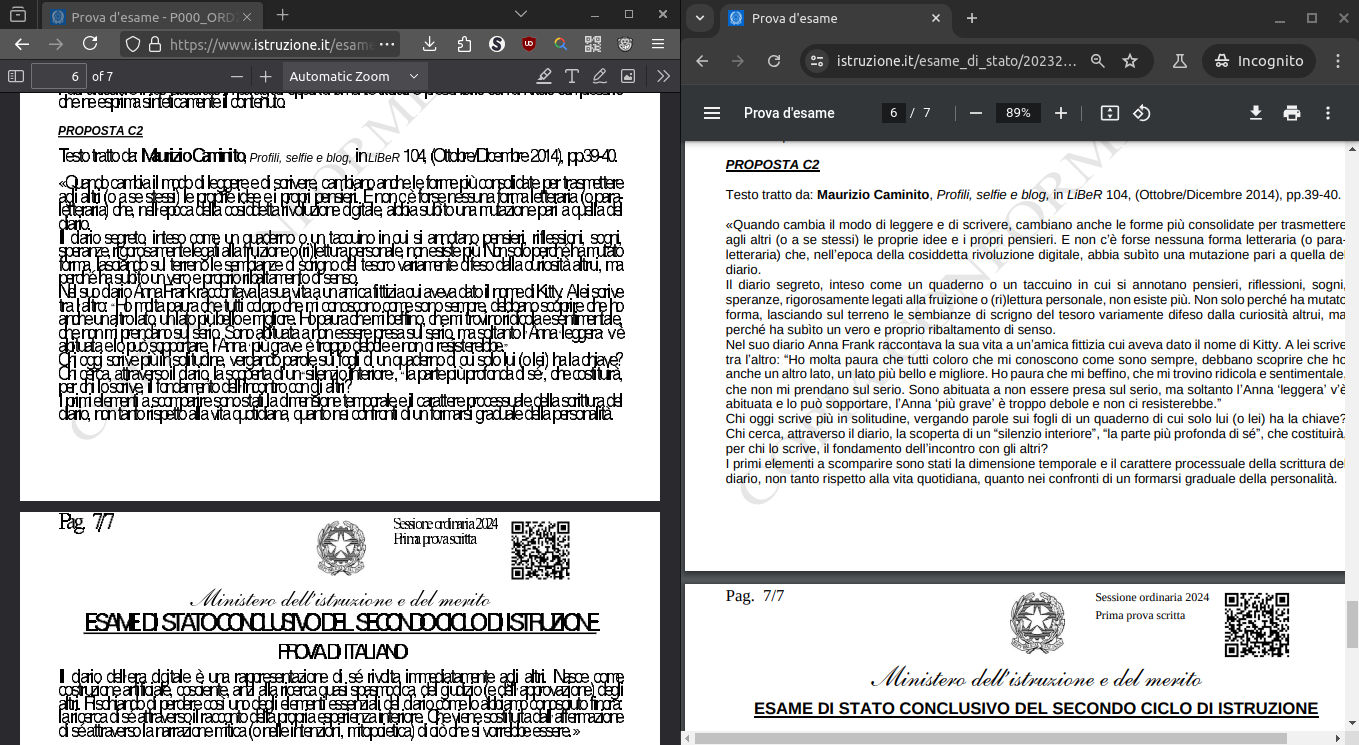 Prova d'esame - P000_ORD
https://www.istruzione.it/esame
6 of 7
Automatic Zoom
che ne esprima sinteticamente il contenuto.
PROPOSTA C2
Testo tratto da: Maurizio Caminito, Profili, selfie e blog, in LiBeR 104, (Ottobre/Dicembre 2014), pp.39-40.
«Quando cambia il modo di leggere e di scrivere, cambiano anche le forme più consolidate per trasmettere
agli altri (o a se stessi) le proprie idee e i propri pensieri. E non c'è forse nessuna forma letteraria (o para-
letteraria) che, nell'epoca della cosiddetta rivoluzione digitale, abbia subìto una mutazione pari a quella del
diario.
Il diario segreto, inteso come un quaderno o un taccuino in cui si annotano pensieri, riflessioni, sogni,
speranze, rigorosamente legati alla fruizione o (ri)lettura personale, non esiste più. Non solo perché ha mutato
forma, lasciando sul terreno le sembianze di scrigno del tesoro variamente difeso dalla curiosità altrui, ma
perché ha subìto un vero e proprio ribaltamento di senso.
Nel suo diario Anna Frank raccontava la sua vita a un'amica fittizia cui aveva dato il nome di Kitty. A lei scrive
tra l'altro: “Ho molta paura che tutti coloro che mi conoscono come sono sempre, debbano scoprire che ho
anche un altro lato, un lato più bello e migliore. Ho paura che mi beffino, che mi trovino ridicola e sentimentale,
che non mi prendano sul serio. Sono abituata a non essere presa sul serio, ma soltanto l'Anna ‘leggera’ v'è
abituata e lo può sopportare, l'Anna ‘più grave’ è troppo debole e non ci resisterebbe.”
Chi oggi scrive più in solitudine, vergando parole sui fogli di un quaderno di cui solo lui (o lei) ha la chiave?
Chi cerca, attraverso il diario, la scoperta di un “silenzio interiore”, “la parte più profonda di sé”, che costituirà,
per chi lo scrive, il fondamento dell'incontro con gli altri?
I primi elementi a scomparire sono stati la dimensione temporale e il carattere processuale della scrittura del
diario, non tanto rispetto alla vita quotidiana, quanto nei confronti di un formarsi graduale della personalità.
COPIA CONFORME
Pag. 7/7
Sessione ordinaria 2024
Prima prova scritta
Ministero dell'istruzione e del merito
ESAME DI STATO CONCLUSIVO DEL SECONDO CICLO DI ISTRUZIONE
PROVA DI ITALIANO
Il diario dell'era digitale è una rappresentazione di sé rivolta immediatamente agli altri. Nasce come
costruzione artificiale, cosciente, anzi alla ricerca quasi spasmodica, del giudizio (e dell'approvazione) degli
altri. Rischiando di perdere così uno degli elementi essenziali del diario come lo abbiamo conosciuto finora:
la ricerca di sé attraverso il racconto della propria esperienza interiore. Che viene sostituita dall'affermazione
di sé attraverso la narrazione mitica (o nelle intenzioni, mitopoietica) di ciò che si vorrebbe essere.»
Prova d'esame
istruzione.it/esame_di_stato/20232...
Incognito
Prova d'esame
6 / 7
89%
PROPOSTA C2
Testo tratto da: Maurizio Caminito, Profili, selfie e blog, in LiBeR 104, (Ottobre/Dicembre 2014), pp.39-40.
«Quando cambia il modo di leggere e di scrivere, cambiano anche le forme più consolidate per trasmettere
agli altri (o a se stessi) le proprie idee e i propri pensieri. E non c'è forse nessuna forma letteraria (o para-
letteraria) che, nell'epoca della cosiddetta rivoluzione digitale, abbia subìto una mutazione pari a quella del
diario.
Il diario segreto, inteso come un quaderno o un taccuino in cui si annotano pensieri, riflessioni, sogni,
speranze, rigorosamente legati alla fruizione o (ri)lettura personale, non esiste più. Non solo perché ha mutato
forma, lasciando sul terreno le sembianze di scrigno del tesoro variamente difeso dalla curiosità altrui, ma
perché ha subìto un vero e proprio ribaltamento di senso.
Nel suo diario Anna Frank raccontava la sua vita a un'amica fittizia cui aveva dato il nome di Kitty. A lei scrive
tra l'altro: “Ho molta paura che tutti coloro che mi conoscono come sono sempre, debbano scoprire che ho
anche un altro lato, un lato più bello e migliore. Ho paura che mi beffino, che mi trovino ridicola e sentimentale,
che non mi prendano sul serio. Sono abituata a non essere presa sul serio, ma soltanto l'Anna ‘leggera’ v'è
abituata e lo può sopportare, l'Anna ‘più grave’ è troppo debole e non ci resisterebbe.”
Chi oggi scrive più in solitudine, vergando parole sui fogli di un quaderno di cui solo lui (o lei) ha la chiave?
Chi cerca, attraverso il diario, la scoperta di un “silenzio interiore”, “la parte più profonda di sé”, che costituirà,
per chi lo scrive, il fondamento dell'incontro con gli altri?
I primi elementi a scomparire sono stati la dimensione temporale e il carattere processuale della scrittura del
diario, non tanto rispetto alla vita quotidiana, quanto nei confronti di un formarsi graduale della personalità.
COPIA CONFORME
Pag. 7/7
Sessione ordinaria 2024
Prima prova scritta
Ministero dell'istruzione e del merito
ESAME DI STATO CONCLUSIVO DEL SECONDO CICLO DI ISTRUZIONE